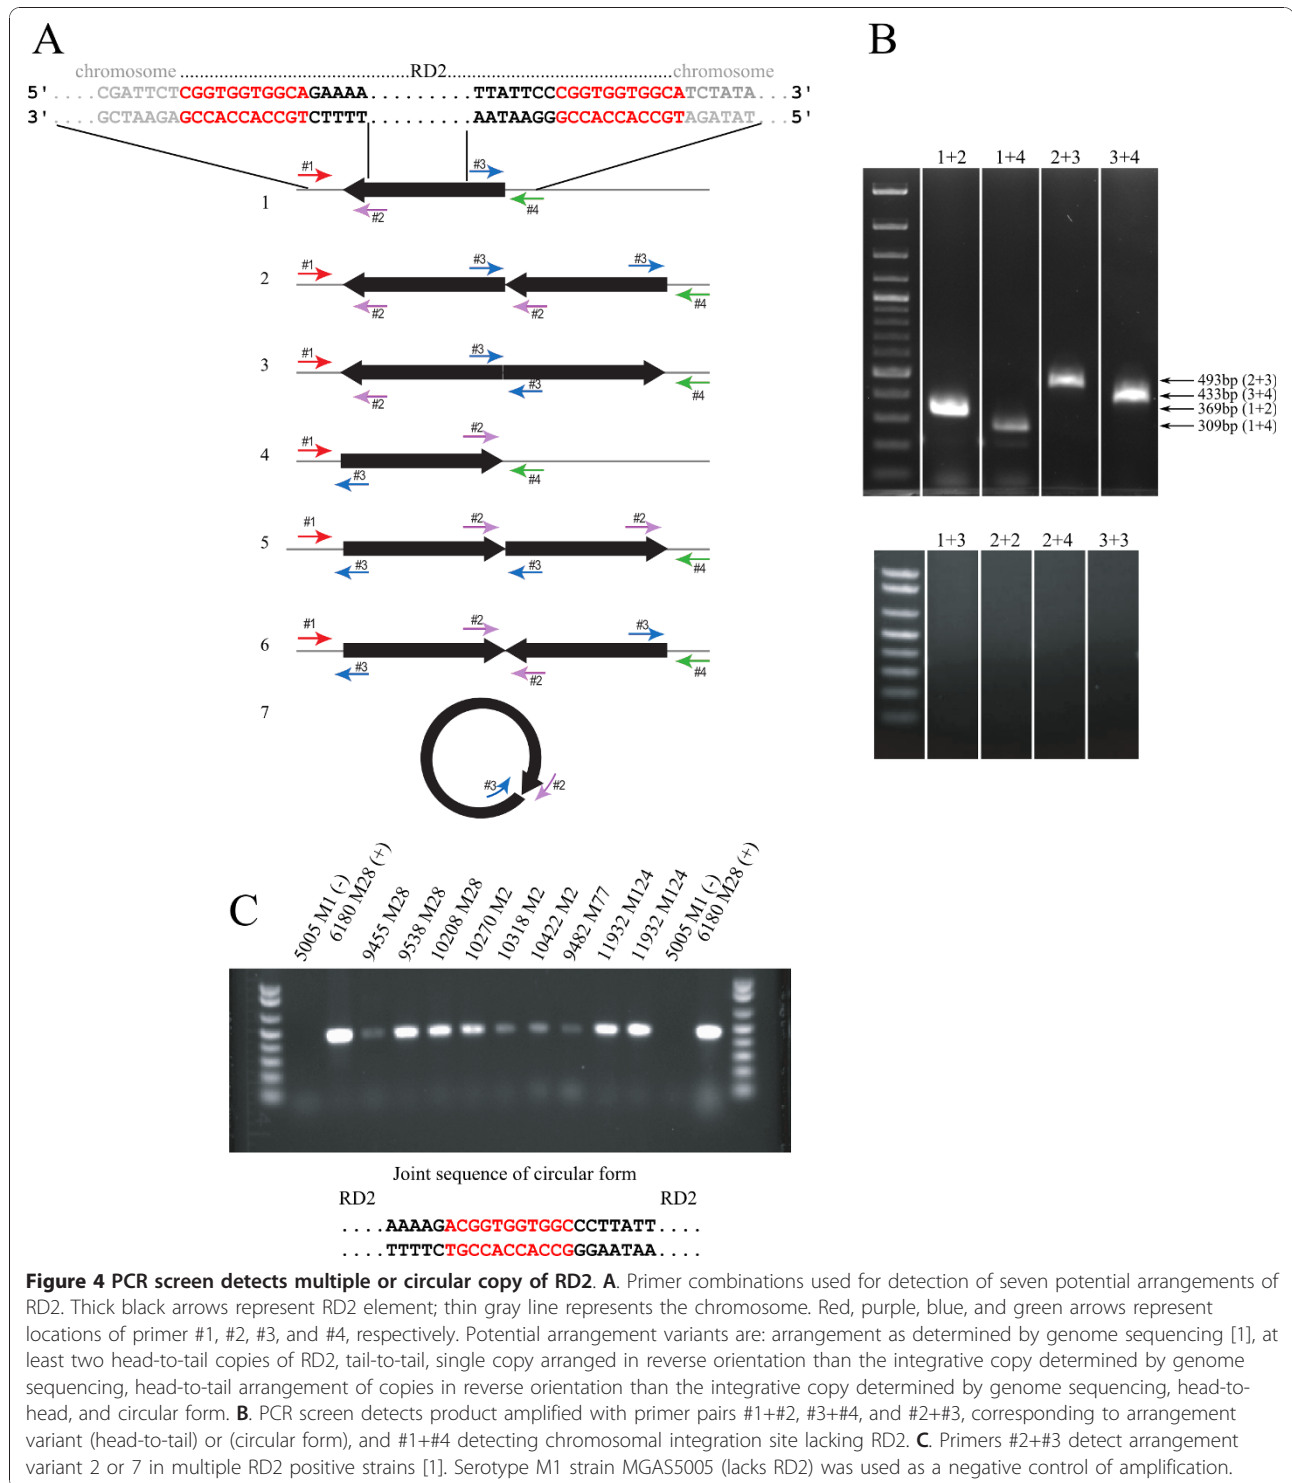 A
chromosome.......................................RD2......................................chromosome
5'....CGATTCTCGGTGGTGGCAGAAAA.........TTATTCCCGGTGGTGGCATCTATA...3'
3'....GCTAAGAGCCACCACCGTCTTTT.........AATAAGGGCCACCACCGTAGATAT...5'
#1 #3
1
#2 #4
#1 #3 #3
2
#2 #2 #4
#1 #3
3
#2 #3 #4
#1 #2
4
#3 #4
#1 #2 #2
5
#3 #3 #4
#1 #2 #3
6
#3 #2 #4
7
#3 #2
B
1+2 1+4 2+3 3+4
493bp (2+3)
433bp (3+4)
369bp (1+2)
309bp (1+4)
1+3 2+2 2+4 3+3
C
5005 M1 (-)
6180 M28 (+)
9455 M28
9538 M28
10208 M28
10270 M2
10318 M2
10422 M2
9482 M77
11932 M124
11932 M124
5005 M1 (-)
6180 M28 (+)
Joint sequence of circular form
RD2 RD2
....AAAAGACGGTGGTGGCCCTTATT....
....TTTTCTGCCACCACCGGGAATAA....
Figure 4 PCR screen detects multiple or circular copy of RD2. A. Primer combinations used for detection of seven potential arrangements of
RD2. Thick black arrows represent RD2 element; thin gray line represents the chromosome. Red, purple, blue, and green arrows represent
locations of primer #1, #2, #3, and #4, respectively. Potential arrangement variants are: arrangement as determined by genome sequencing [1], at
least two head-to-tail copies of RD2, tail-to-tail, single copy arranged in reverse orientation than the integrative copy determined by genome
sequencing, head-to-tail arrangement of copies in reverse orientation than the integrative copy determined by genome sequencing, head-to-
head, and circular form. B. PCR screen detects product amplified with primer pairs #1+#2, #3+#4, and #2+#3, corresponding to arrangement
variant (head-to-tail) or (circular form), and #1+#4 detecting chromosomal integration site lacking RD2. C. Primers #2+#3 detect arrangement
variant 2 or 7 in multiple RD2 positive strains [1]. Serotype M1 strain MGAS5005 (lacks RD2) was used as a negative control of amplification.